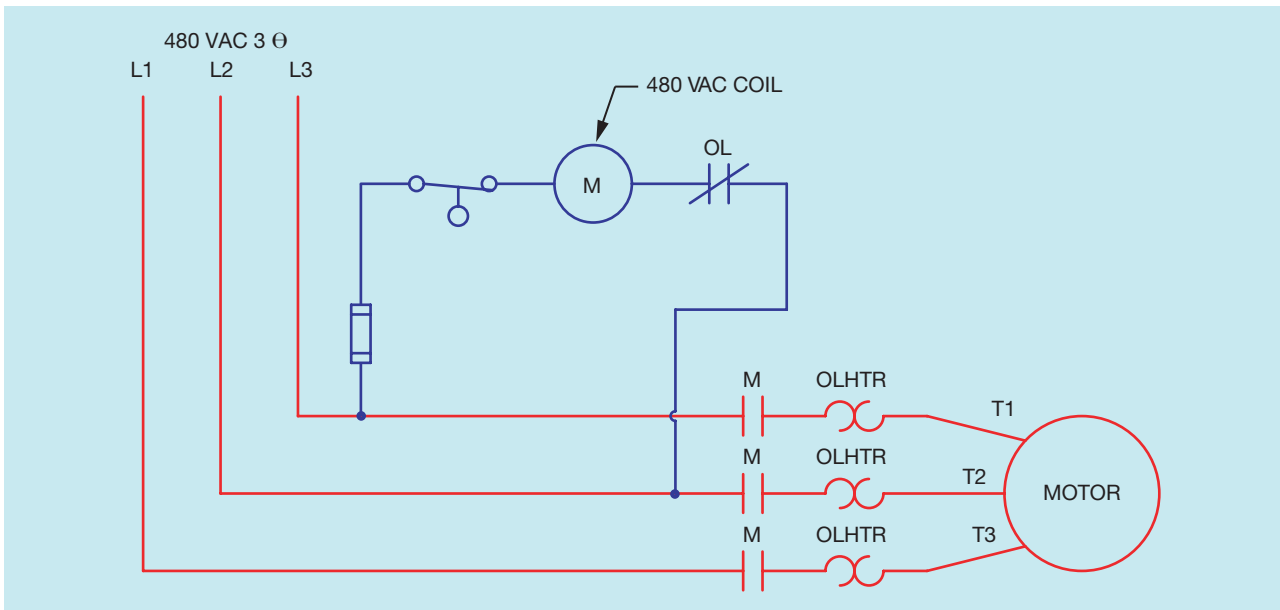 480 VAC 3 Θ
L1 L2 L3
480 VAC COIL
OL
M
M OLHTR
T1
M OLHTR
T2
MOTOR
M OLHTR
T3